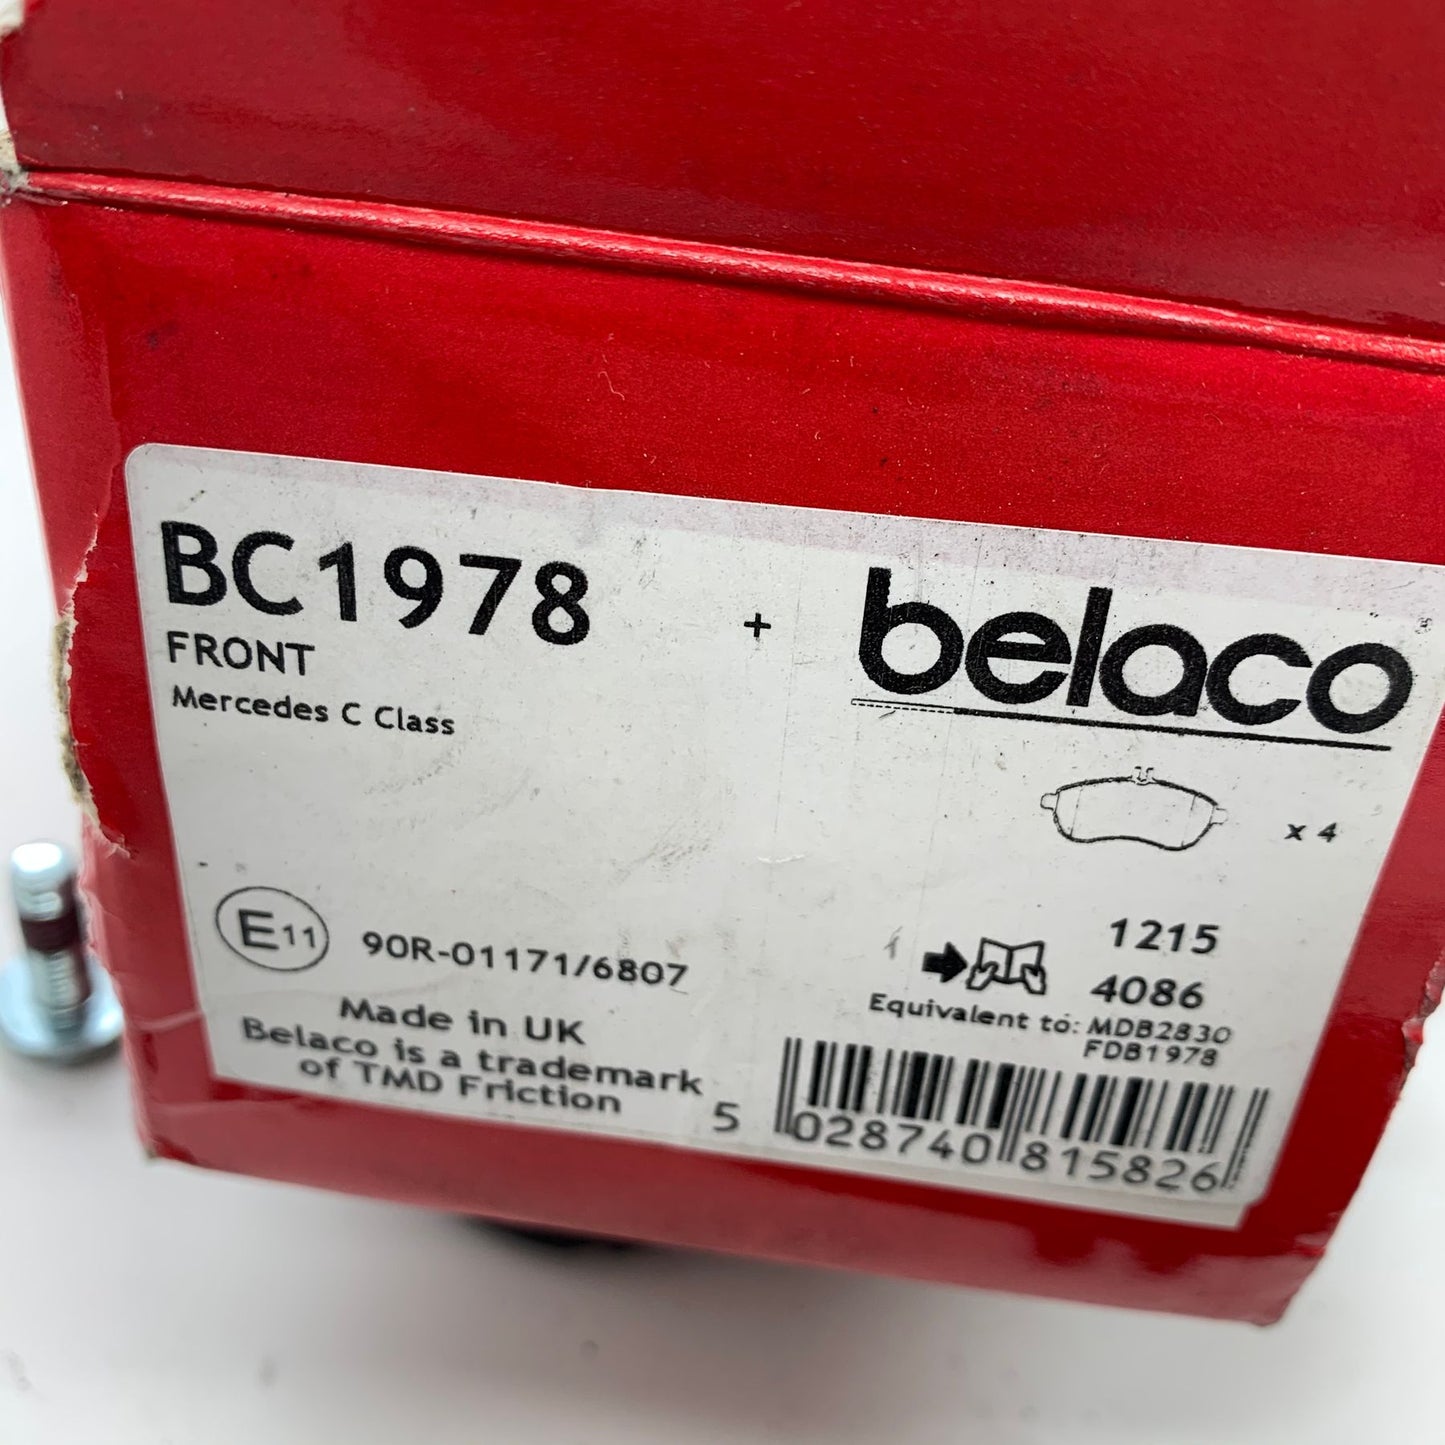 BC1978
FRONT
Mercedes C Class
+
belaco
x 4
E11
90R-01171/6807
Made in UK
Belaco is a trademark
of TMD Friction
1215
4086
Equivalent to: MDB2830
FDB1978
5 028740 815826